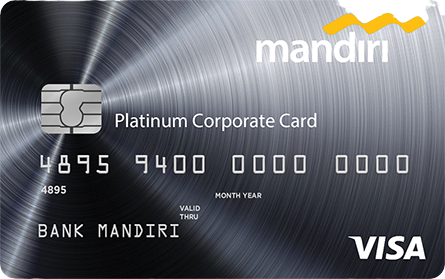 mandiri
Platinum Corporate Card
4895 9400 0000 0000
4895
MONTH YEAR
VALID
THRU
BANK MANDIRI
VISA